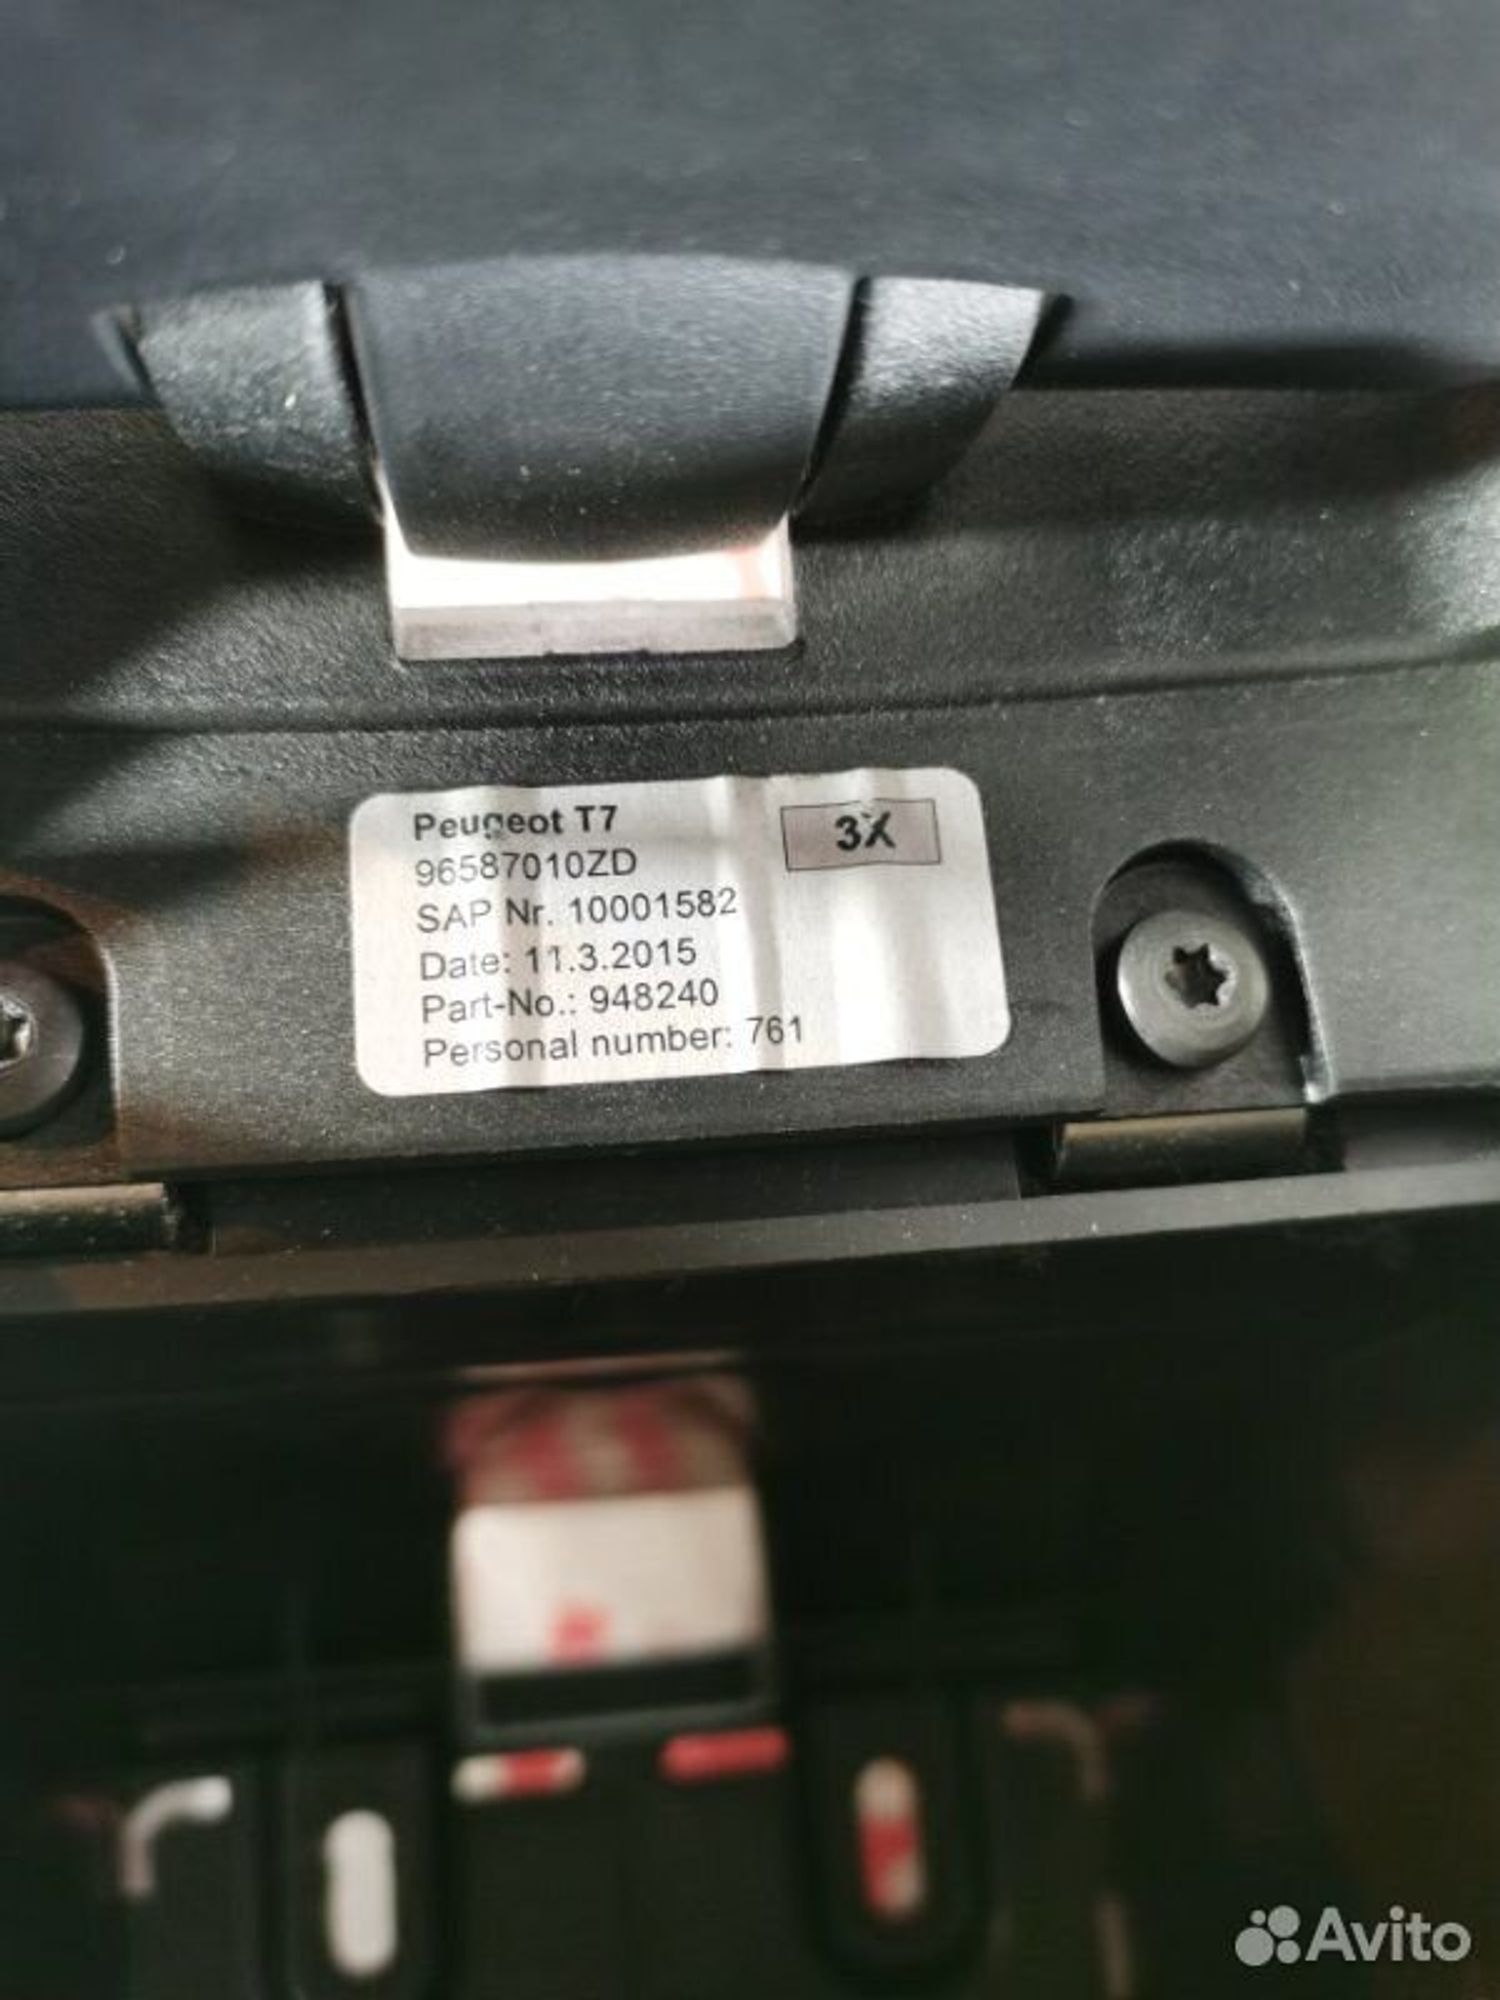 Peugeot T7
3X
96587010ZD
SAP Nr. 10001582
Date: 11.3.2015
Part-No.: 948240
Personal number: 761
Avito